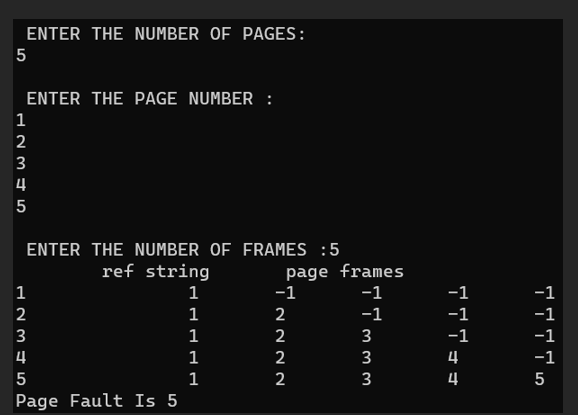 ENTER THE NUMBER OF PAGES:
5
ENTER THE PAGE NUMBER :
1
2
3
4
5
ENTER THE NUMBER OF FRAMES :5
ref string page frames
1 1 -1 -1 -1 -1
2 1 2 -1 -1 -1
3 1 2 3 -1 -1
4 1 2 3 4 -1
5 1 2 3 4 5
Page Fault Is 5